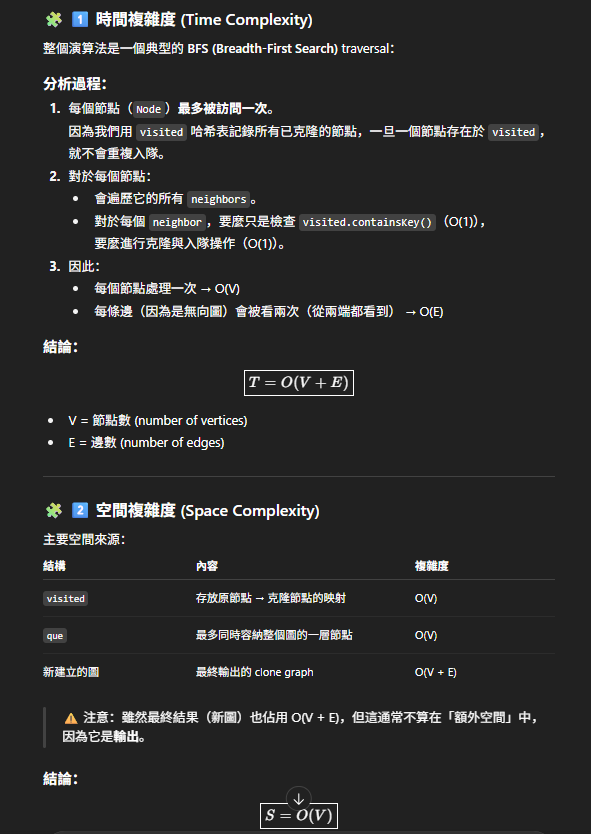 🧩 1️⃣ 時間複雜度 (Time Complexity)
整個演算法是一個典型的 BFS (Breadth-First Search) traversal：
分析過程：
1. 每個節點（Node）最多被訪問一次。
因為我們用 visited 哈希表記錄所有已克隆的節點，一旦一個節點存在於 visited，
就不會重複入隊。
2. 對於每個節點：
• 會遍歷它的所有 neighbors。
• 對於每個 neighbor，要麼只是檢查 visited.containsKey()（O(1)），
要麼進行克隆與入隊操作（O(1)）。
3. 因此：
• 每個節點處理一次 → O(V)
• 每條邊（因為是無向圖）會被看兩次（從兩端都看到） → O(E)
結論：
T = O(V + E)
• V = 節點數 (number of vertices)
• E = 邊數 (number of edges)
🧩 2️⃣ 空間複雜度 (Space Complexity)
主要空間來源：
結構 內容 複雜度
visited 存放原節點 → 克隆節點的映射 O(V)
que 最多同時容納整個圖的一層節點 O(V)
新建立的圖 最終輸出的 clone graph O(V + E)
⚠️ 注意：雖然最終結果（新圖）也佔用 O(V + E)，但這通常不算在「額外空間」中，
因為它是輸出。
結論：
S = O(V)